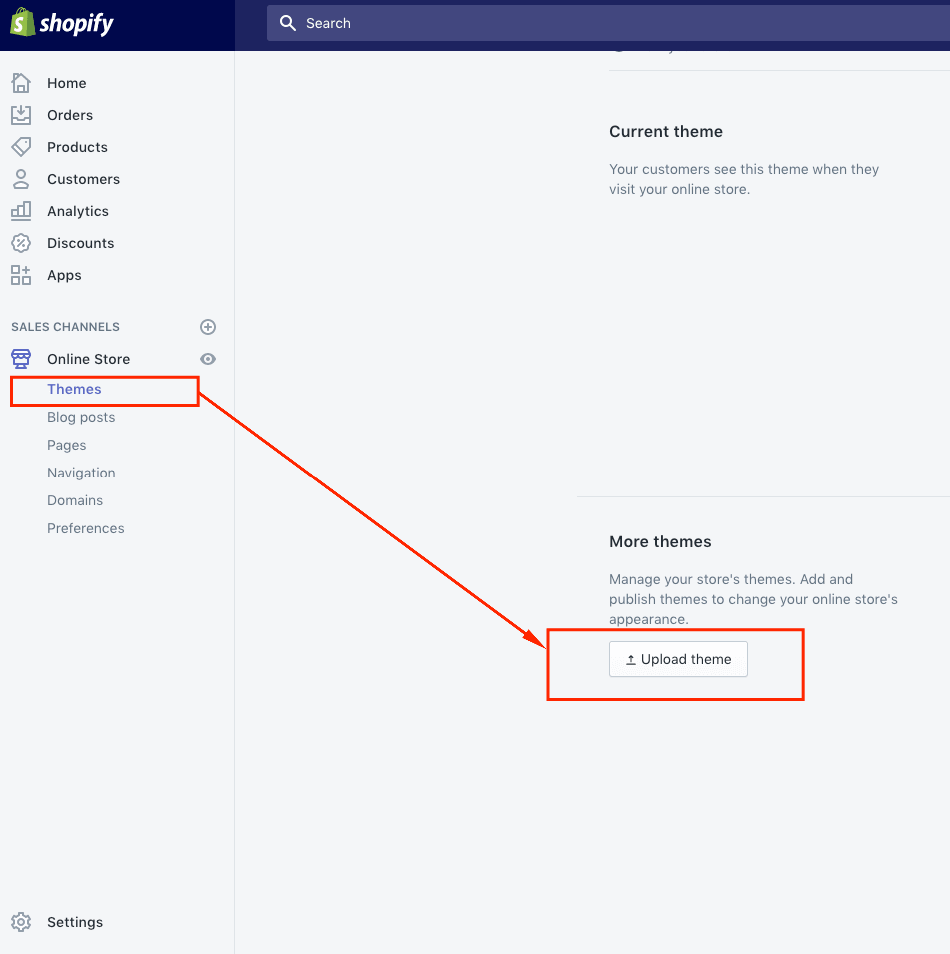 shopify
Search
Home
Orders
Products
Customers
Analytics
Discounts
Apps
SALES CHANNELS
Online Store
Themes
Blog posts
Pages
Navigation
Domains
Preferences
Settings
Current theme
Your customers see this theme when they
visit your online store.
More themes
Manage your store's themes. Add and
publish themes to change your online store's
appearance.
Upload theme